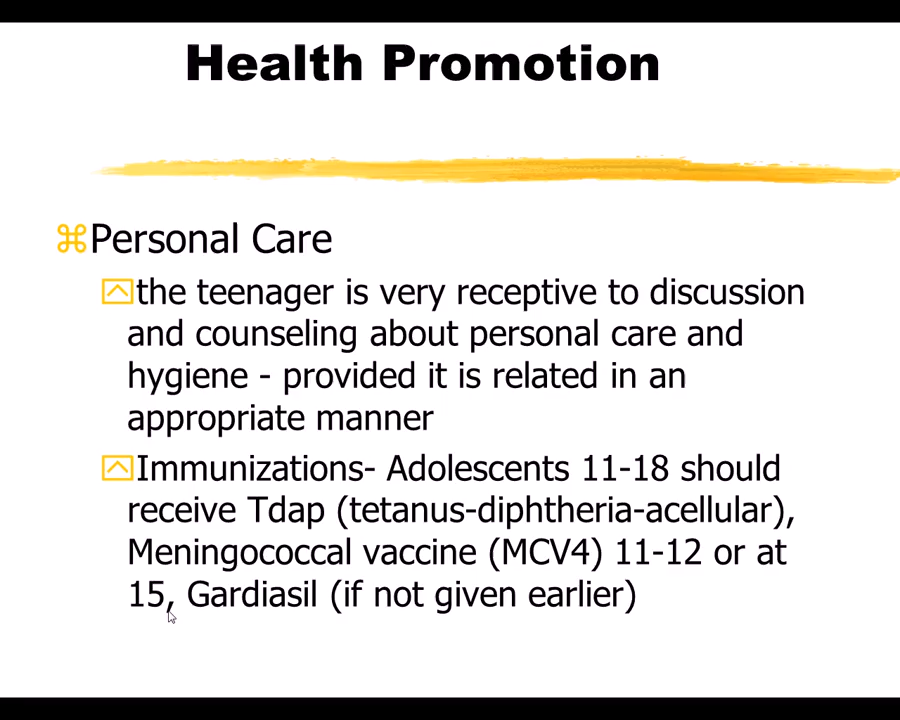 Health Promotion
Personal Care
the teenager is very receptive to discussion
and counseling about personal care and
hygiene - provided it is related in an
appropriate manner
Immunizations- Adolescents 11-18 should
receive Tdap (tetanus-diphtheria-acellular),
Meningococcal vaccine (MCV4) 11-12 or at
15, Gardiasil (if not given earlier)